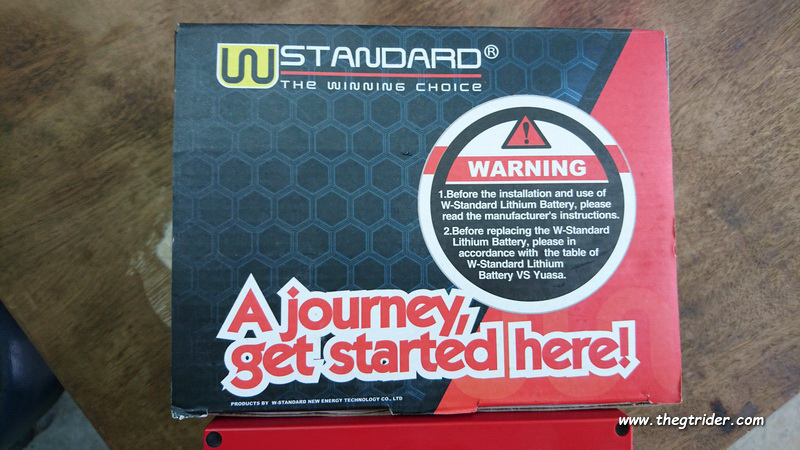 W STANDARD®
THE WINNING CHOICE
WARNING
1.Before the installation and use of
W-Standard Lithium Battery, please
read the manufacturer's instructions.
2.Before replacing the W-Standard
Lithium Battery, please in
accordance with the table of
W-Standard Lithium
Battery VS Yuasa.
A journey,
get started here!
PRODUCTS BY W-STANDARD NEW ENERGY TECHNOLOGY CO., LTD
www.thegtrider.com